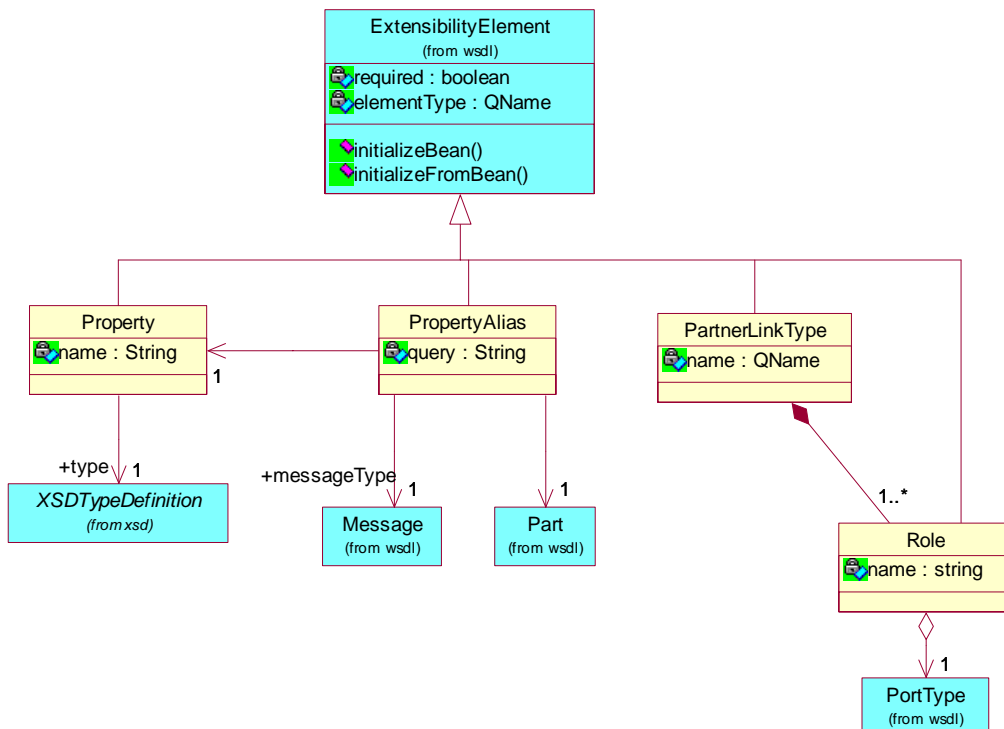 ExtensibilityElement
(from wsdl)
required : boolean
elementType : QName
initializeBean()
initializeFromBean()
Property
name : String
PropertyAlias
query : String
PartnerLinkType
name : QName
1
+type
1
+messageType
1
1
1..*
XSDTypeDefinition
(from xsd)
Message
(from wsdl)
Part
(from wsdl)
Role
name : string
1
PortType
(from wsdl)